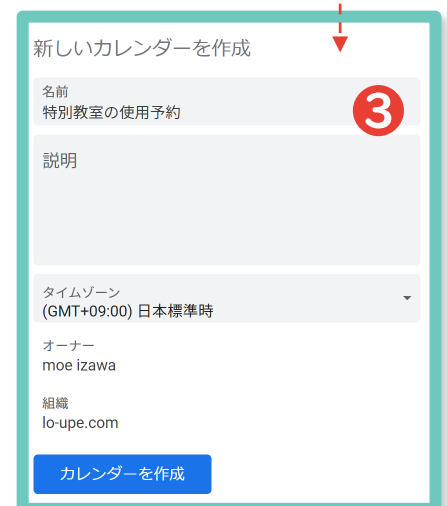 新しいカレンダーを作成
名前
特別教室の使用予約
3
説明
タイムゾーン
(GMT+09:00) 日本標準時
オーナー
moe izawa
組織
lo-upe.com
カレンダーを作成